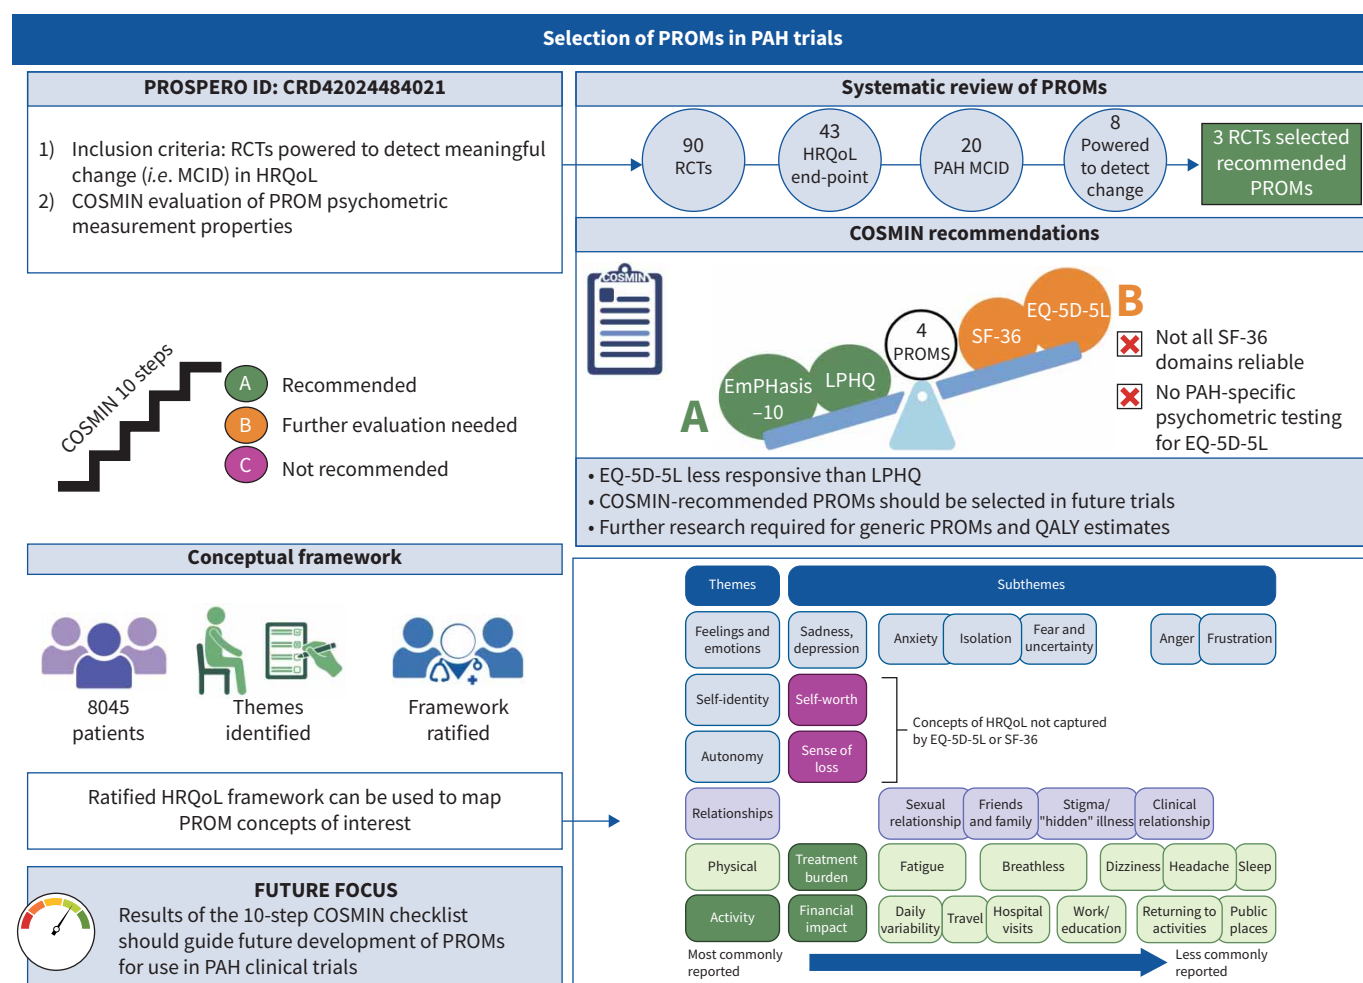 Selection of PROMs in PAH trials
PROSPERO ID: CRD42024484021
1) Inclusion criteria: RCTs powered to detect meaningful
change (i.e. MCID) in HRQoL
2) COSMIN evaluation of PROM psychometric
measurement properties
Systematic review of PROMs
90
RCTs
43
HRQoL
end-point
20
PAH MCID
8
Powered
to detect
change
3 RCTs selected
recommended
PROMs
COSMIN 10 steps
A Recommended
B Further evaluation needed
C Not recommended
COSMIN recommendations
COSMIN
A
EmPHasis
–10
LPHQ
4
PROMS
SF-36
EQ-5D-5L
B
Not all SF-36
domains reliable
No PAH-specific
psychometric testing
for EQ-5D-5L
• EQ-5D-5L less responsive than LPHQ
• COSMIN-recommended PROMs should be selected in future trials
• Further research required for generic PROMs and QALY estimates
Conceptual framework
8045
patients
Themes
identified
Framework
ratified
Ratified HRQoL framework can be used to map
PROM concepts of interest
FUTURE FOCUS
Results of the 10-step COSMIN checklist
should guide future development of PROMs
for use in PAH clinical trials
Themes
Subthemes
Feelings and
emotions
Sadness,
depression
Anxiety
Isolation
Fear and
uncertainty
Anger
Frustration
Self-identity
Self-worth
Autonomy
Sense of
loss
Concepts of HRQoL not captured
by EQ-5D-5L or SF-36
Relationships
Sexual
relationship
Friends
and family
Stigma/
"hidden" illness
Clinical
relationship
Physical
Treatment
burden
Fatigue
Breathless
Dizziness
Headache
Sleep
Activity
Financial
impact
Daily
variability
Travel
Hospital
visits
Work/
education
Returning to
activities
Public
places
Most commonly
reported
Less commonly
reported